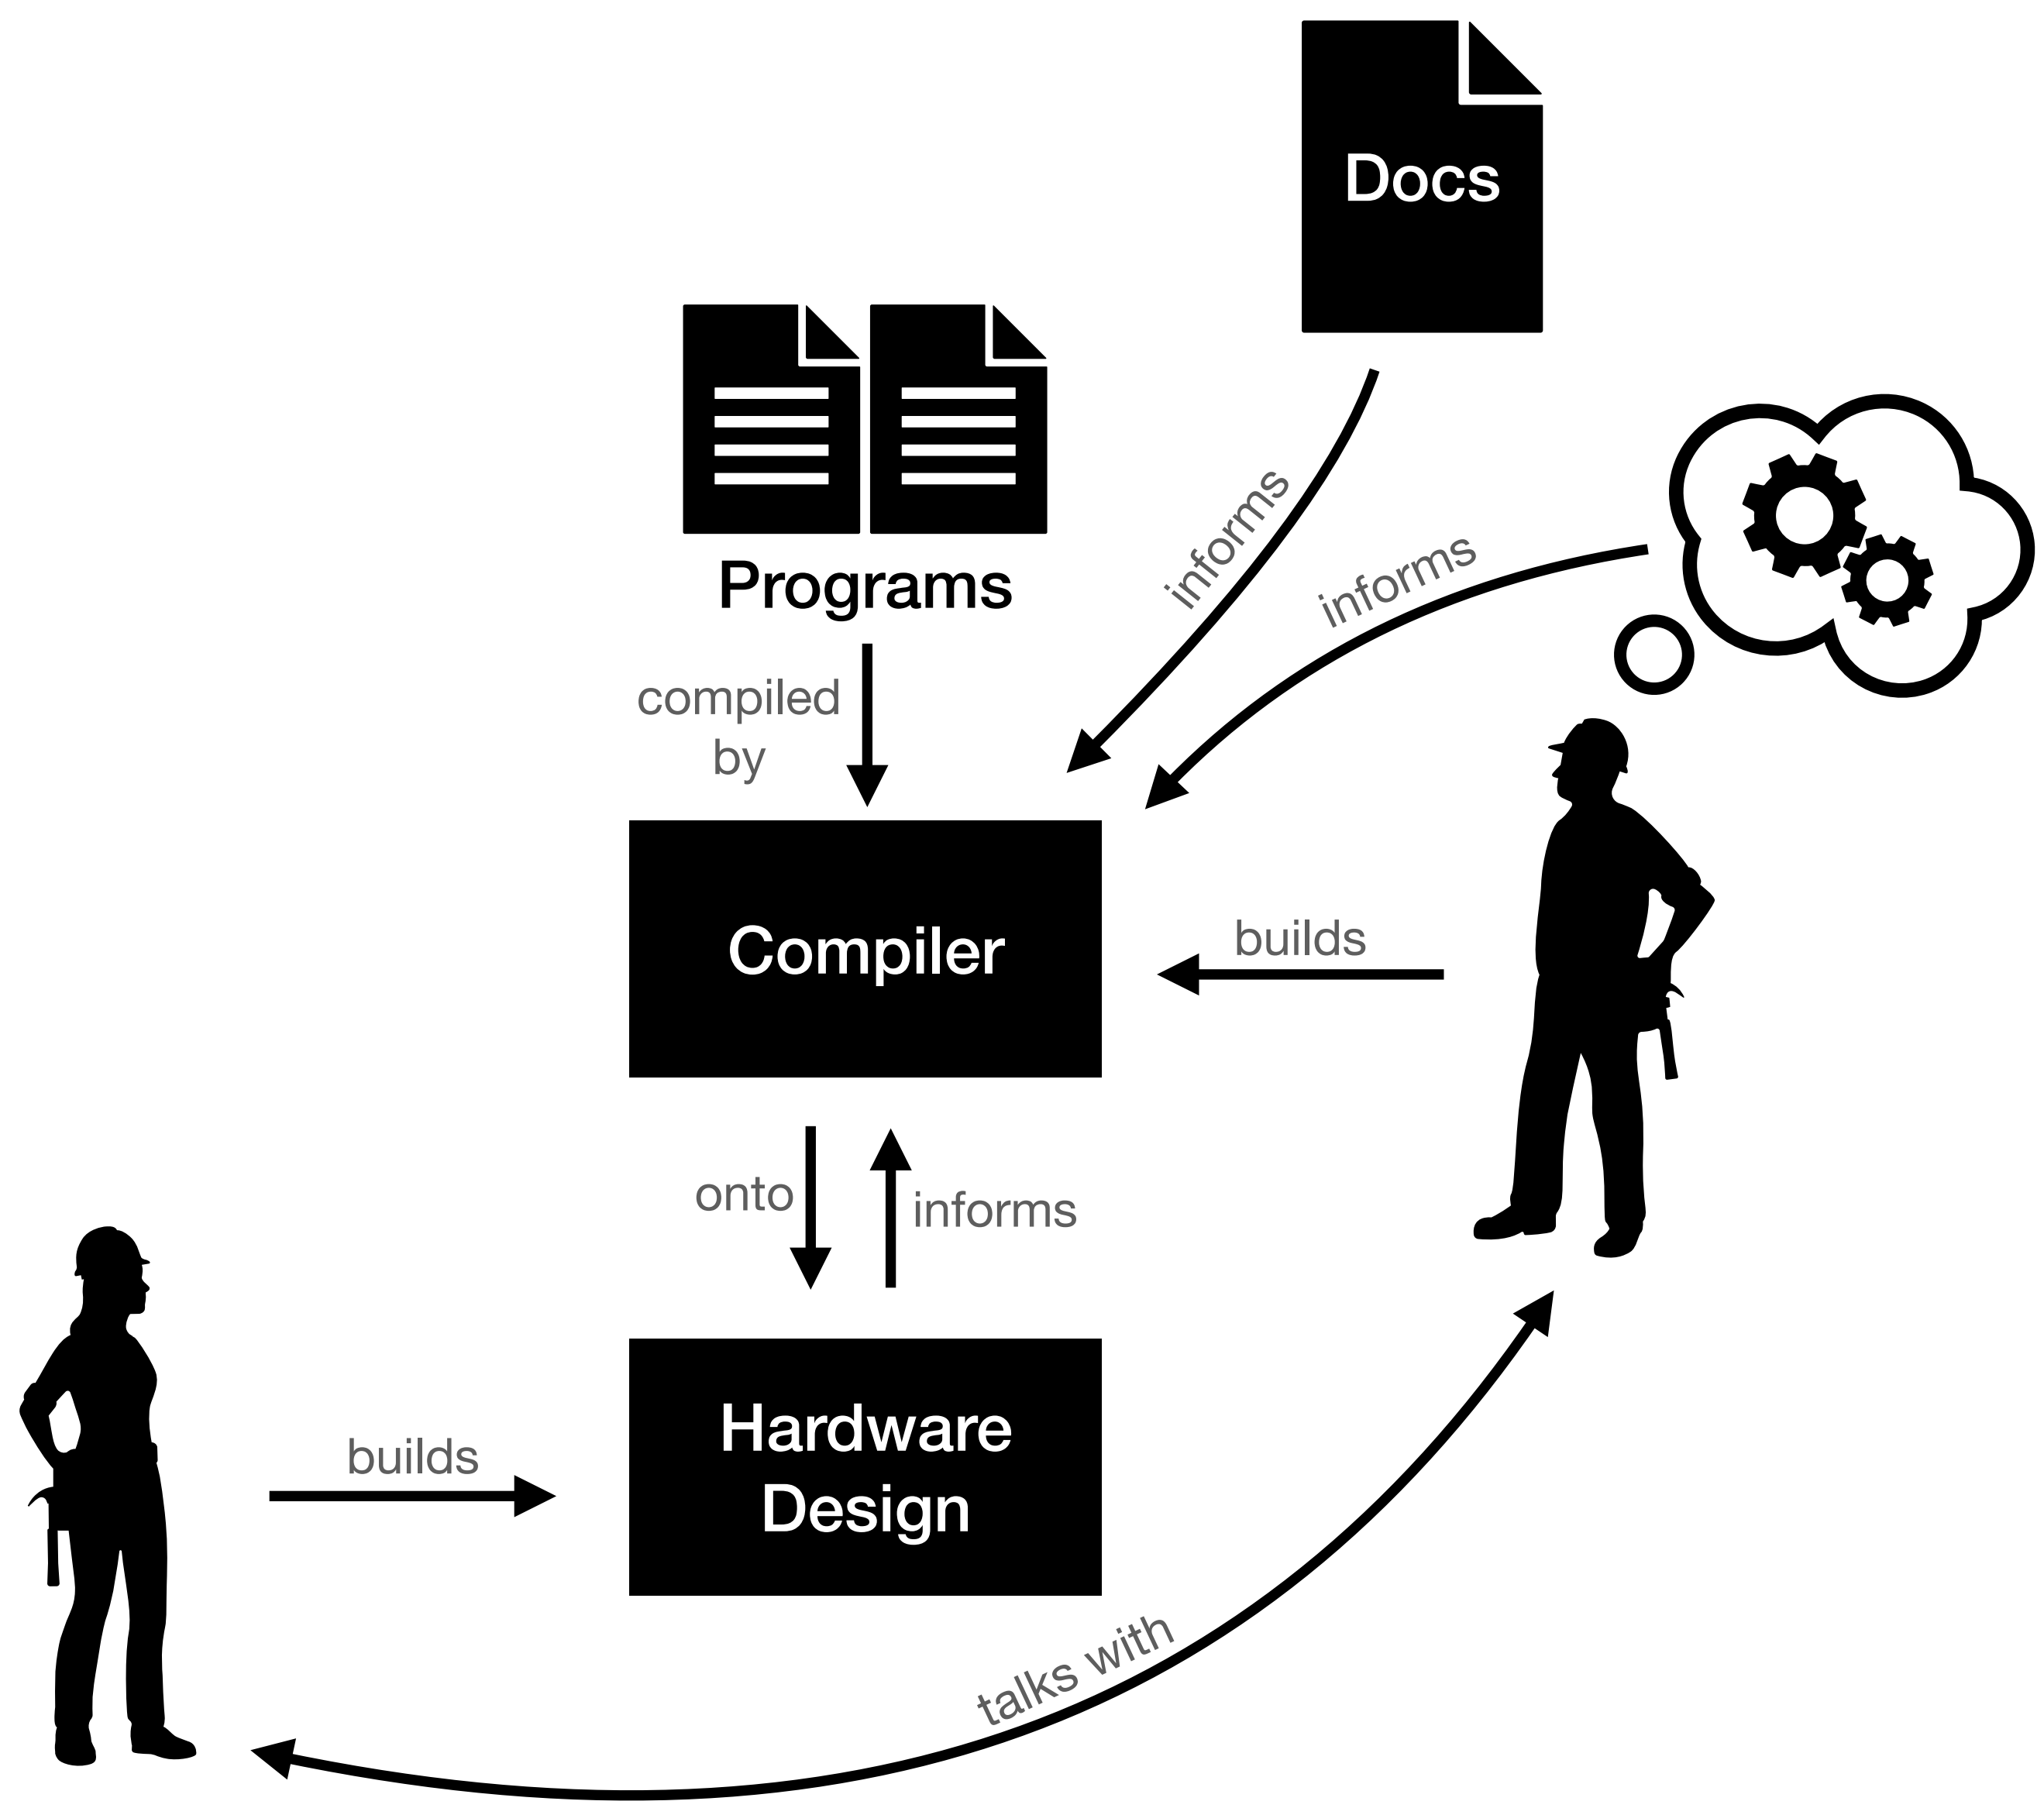 Docs
Programs
informs
informs
compiled
by
Compiler
builds
onto
informs
Hardware
Design
builds
talks with